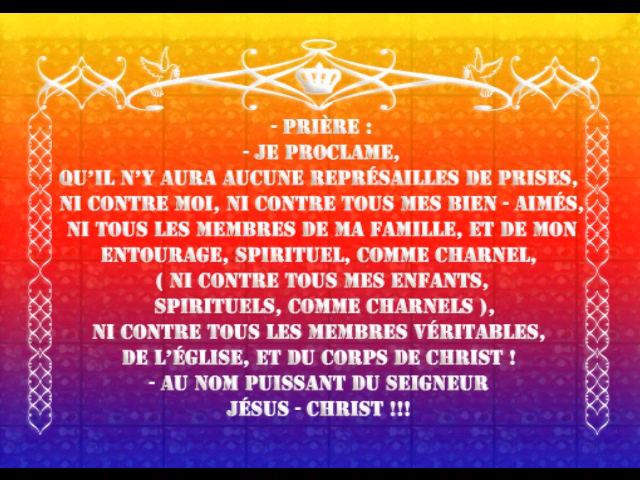 - PRIÈRE :
- JE PROCLAME,
QU'IL N'Y AURA AUCUNE REPRÉSAILLES DE PRISES,
NI CONTRE MOI, NI CONTRE TOUS MES BIEN - AIMÉS,
NI TOUS LES MEMBRES DE MA FAMILLE, ET DE MON
ENTOURAGE, SPIRITUEL, COMME CHARNEL,
( NI CONTRE TOUS MES ENFANTS,
SPIRITUELS, COMME CHARNELS ),
NI CONTRE TOUS LES MEMBRES VÉRITABLES,
DE L'ÉGLISE, ET DU CORPS DE CHRIST !
- AU NOM PUISSANT DU SEIGNEUR
JÉSUS - CHRIST !!!